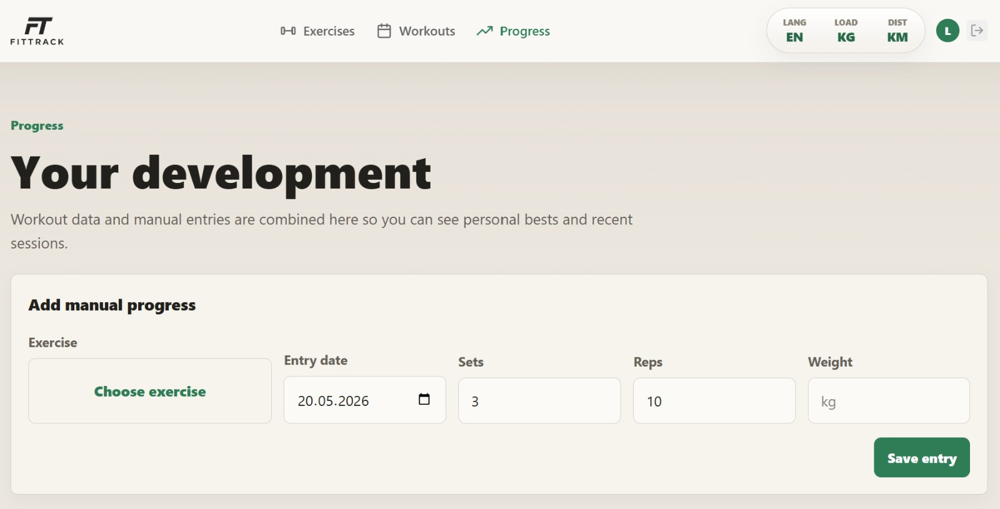 FT
FITTRACK
Exercises
Workouts
Progress
LANG
EN
LOAD
KG
DIST
KM
L
Progress
Your development
Workout data and manual entries are combined here so you can see personal bests and recent
sessions.
Add manual progress
Exercise
Choose exercise
Entry date
20.05.2026
Sets
3
Reps
10
Weight
kg
Save entry